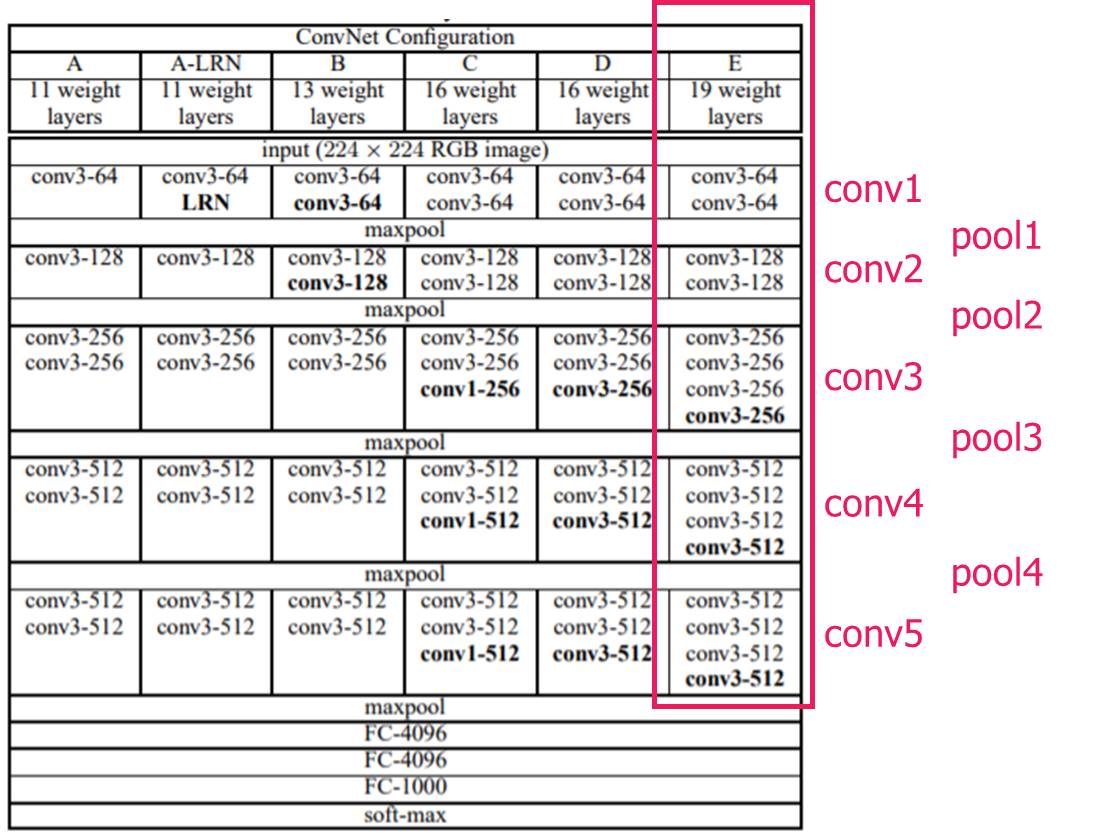 ConvNet Configuration
A A-LRN B C D E
11 weight layers 11 weight layers 13 weight layers 16 weight layers 16 weight layers 19 weight layers
input (224 × 224 RGB image)
conv3-64 conv3-64 conv3-64 conv3-64 conv3-64 conv3-64
LRN conv3-64 conv3-64 conv3-64 conv3-64
conv1
maxpool
pool1
conv3-128 conv3-128 conv3-128 conv3-128 conv3-128 conv3-128
conv3-128 conv3-128 conv3-128 conv3-128
conv2
maxpool
pool2
conv3-256 conv3-256 conv3-256 conv3-256 conv3-256 conv3-256
conv3-256 conv3-256 conv3-256 conv3-256 conv3-256 conv3-256
conv1-256 conv3-256 conv3-256
conv3-256
conv3
maxpool
pool3
conv3-512 conv3-512 conv3-512 conv3-512 conv3-512 conv3-512
conv3-512 conv3-512 conv3-512 conv3-512 conv3-512 conv3-512
conv1-512 conv3-512 conv3-512
conv3-512
conv4
maxpool
pool4
conv3-512 conv3-512 conv3-512 conv3-512 conv3-512 conv3-512
conv3-512 conv3-512 conv3-512 conv3-512 conv3-512 conv3-512
conv1-512 conv3-512 conv3-512
conv3-512
conv5
maxpool
FC-4096
FC-4096
FC-1000
soft-max